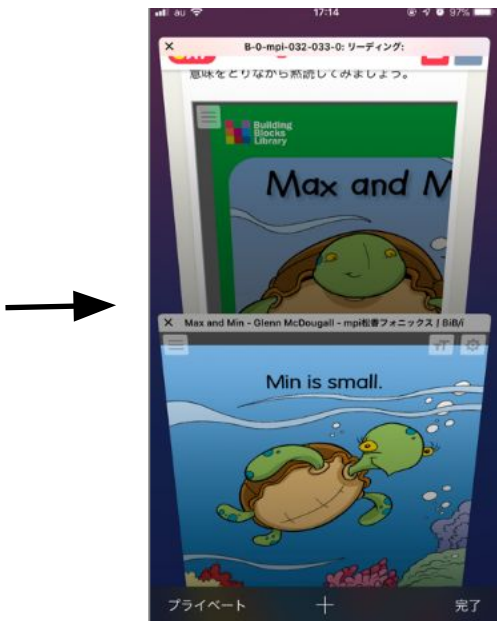 au 17:14 97%
× B-0-mpi-032-033-0: リーディング:
意味をとりながら黙読してみましょう。
Building
Blocks
Library
Max and M
× Max and Min - Glenn McDougall - mpi松香フォニックス / BiB/i
Min is small.
プライベート + 完了